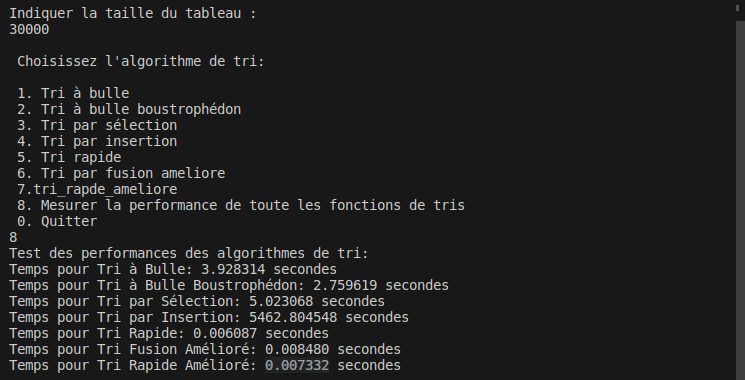 Indiquer la taille du tableau :
30000
Choisissez l'algorithme de tri:
1. Tri à bulle
2. Tri à bulle boustrophédon
3. Tri par sélection
4. Tri par insertion
5. Tri rapide
6. Tri par fusion ameliore
7.tri_rapde_ameliore
8. Mesurer la performance de toute les fonctions de tris
0. Quitter
8
Test des performances des algorithmes de tri:
Temps pour Tri à Bulle: 3.928314 secondes
Temps pour Tri à Bulle Boustrophédon: 2.759619 secondes
Temps pour Tri par Sélection: 5.023068 secondes
Temps pour Tri par Insertion: 5462.804548 secondes
Temps pour Tri Rapide: 0.006087 secondes
Temps pour Tri Fusion Amélioré: 0.008480 secondes
Temps pour Tri Rapide Amélioré: 0.007332 secondes